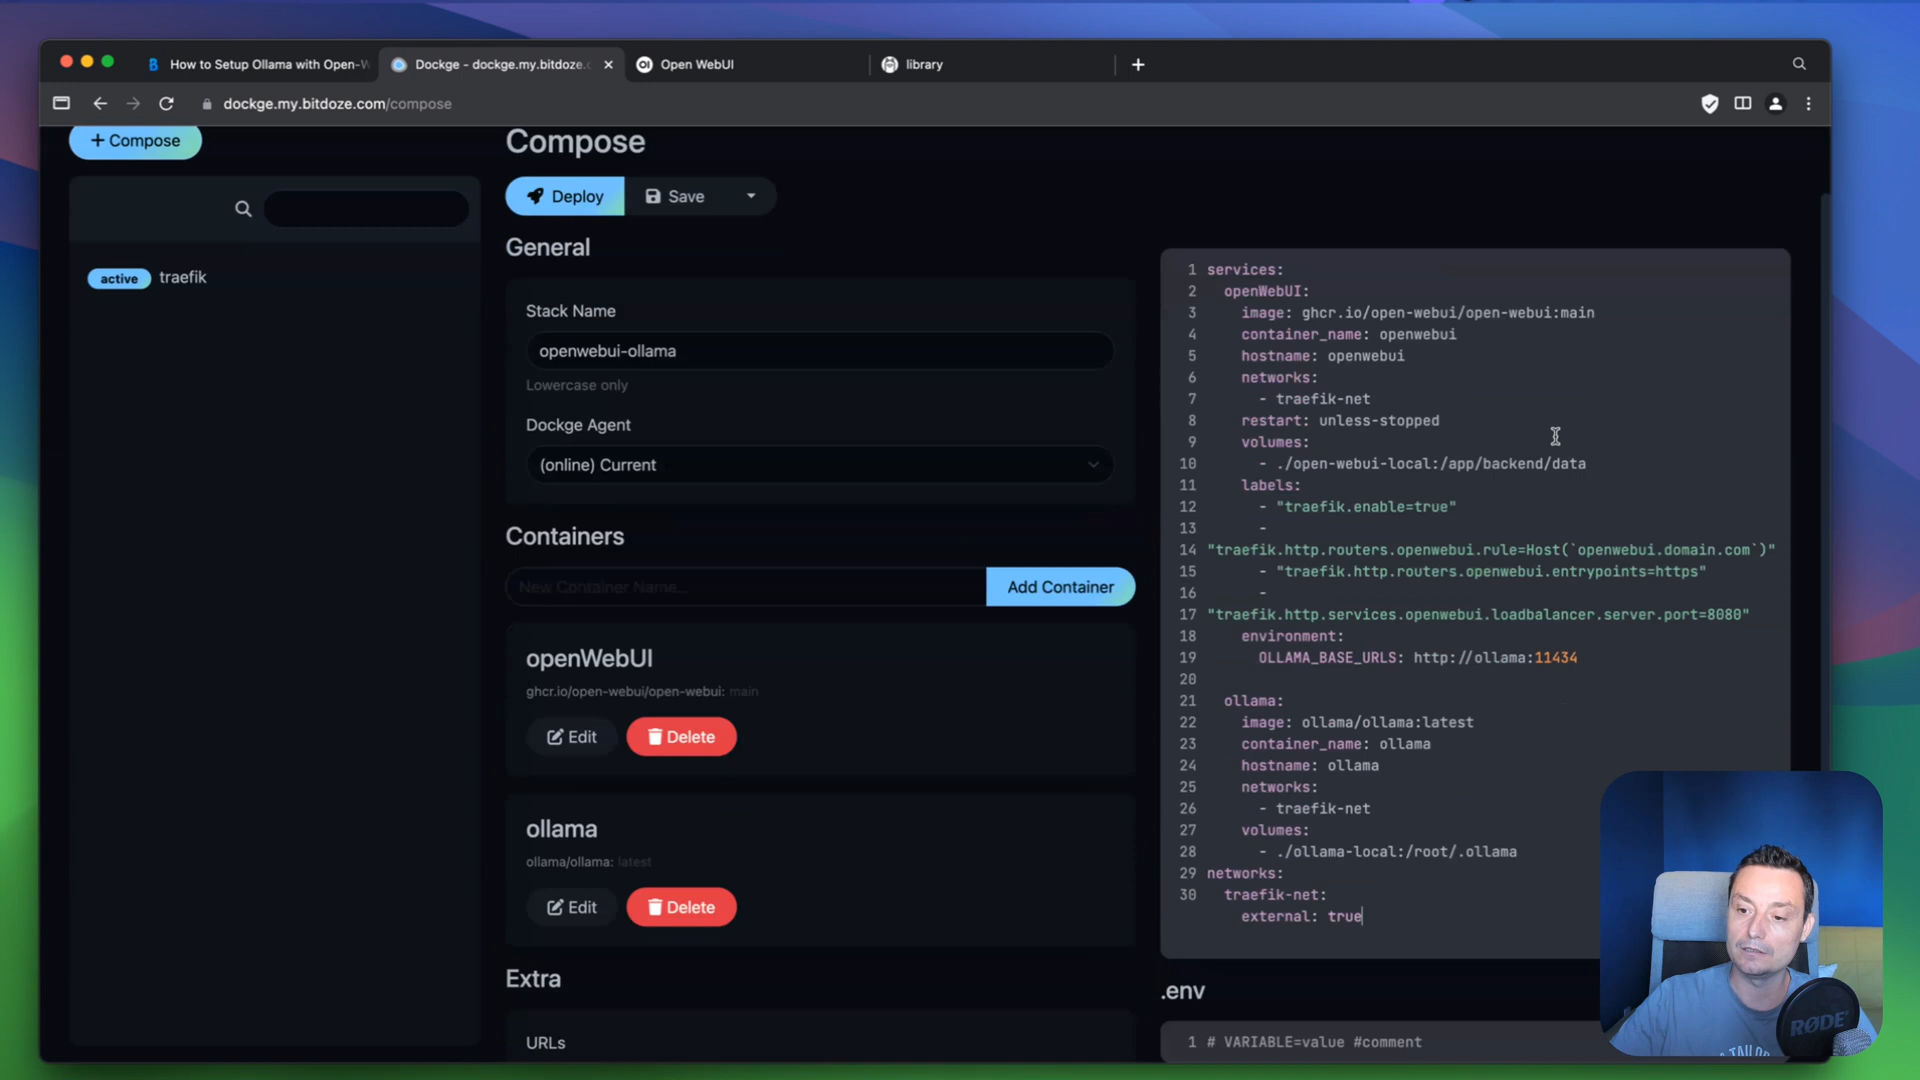 How to Setup Ollama with Open-W
Dockge - dockge.my.bitdoze.c
Open WebUI
library
dockge.my.bitdoze.com/compose
+ Compose
active traefik
Compose
Deploy
Save
General
Stack Name
openwebui-ollama
Lowercase only
Dockge Agent
(online) Current
Containers
New Container Name...
Add Container
openWebUI
ghcr.io/open-webui/open-webui: main
Edit
Delete
ollama
ollama/ollama: latest
Edit
Delete
Extra
URLs
1 services:
2 openWebUI:
3 image: ghcr.io/open-webui/open-webui:main
4 container_name: openwebui
5 hostname: openwebui
6 networks:
7 - traefik-net
8 restart: unless-stopped
9 volumes:
10 - ./open-webui-local:/app/backend/data
11 labels:
12 - "traefik.enable=true"
13 -
14 "traefik.http.routers.openwebui.rule=Host(`openwebui.domain.com`)"
15 - "traefik.http.routers.openwebui.entrypoints=https"
16 -
17 "traefik.http.services.openwebui.loadbalancer.server.port=8080"
18 environment:
19 OLLAMA_BASE_URLS: http://ollama:11434
20
21 ollama:
22 image: ollama/ollama:latest
23 container_name: ollama
24 hostname: ollama
25 networks:
26 - traefik-net
27 volumes:
28 - ./ollama-local:/root/.ollama
29 networks:
30 traefik-net:
external: true
.env
1 # VARIABLE=value #comment
RØDE